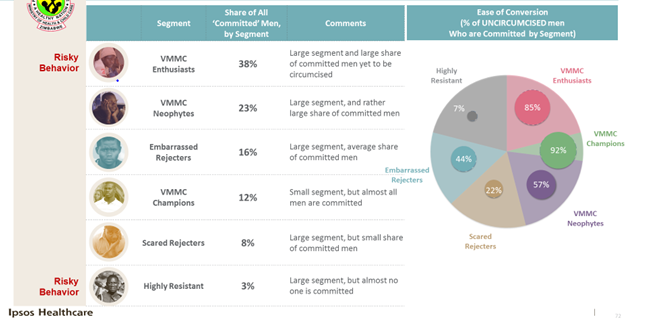 MINISTRY OF HEALTH & CHILD CARE
ZIMBABWE
Segment
Share of All
‘Committed’ Men,
by Segment
Comments
Ease of Conversion
(% of UNCIRCUMCISED men
Who are Committed by Segment)
Risky
Behavior
VMMC
Enthusiasts
38%
Large segment and large share
of committed men yet to be
circumcised
VMMC
Neophytes
23%
Large segment, and rather
large share of committed men
Embarrassed
Rejecters
16%
Large segment, average share
of committed men
VMMC
Champions
12%
Small segment, but almost all
men are committed
Scared Rejecters
8%
Large segment, but small share
of committed men
Risky
Behavior
Highly Resistant
3%
Large segment, but almost no
one is committed
Highly
Resistant
7%
VMMC
Enthusiasts
85%
VMMC
Champions
92%
Embarrassed
Rejecters
44%
57%
22%
VMMC
Neophytes
Scared
Rejecters
Ipsos Healthcare